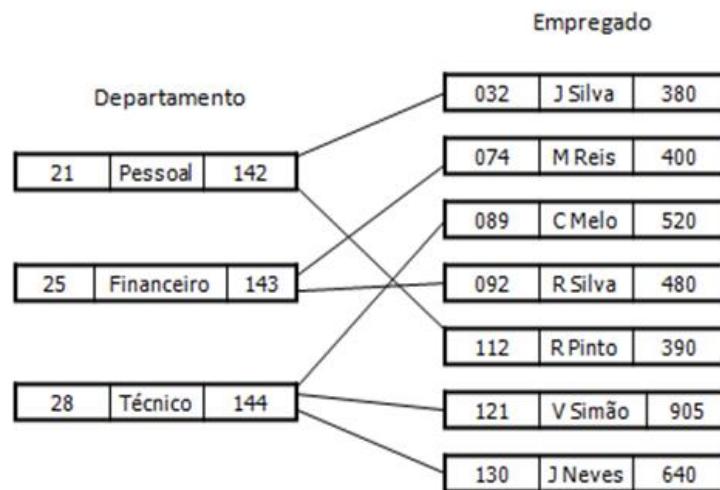 Empregado
Departamento
032 J Silva 380
074 M Reis 400
21 Pessoal 142
089 C Melo 520
25 Financeiro 143
092 R Silva 480
112 R Pinto 390
28 Técnico 144
121 V Simão 905
130 J Neves 640